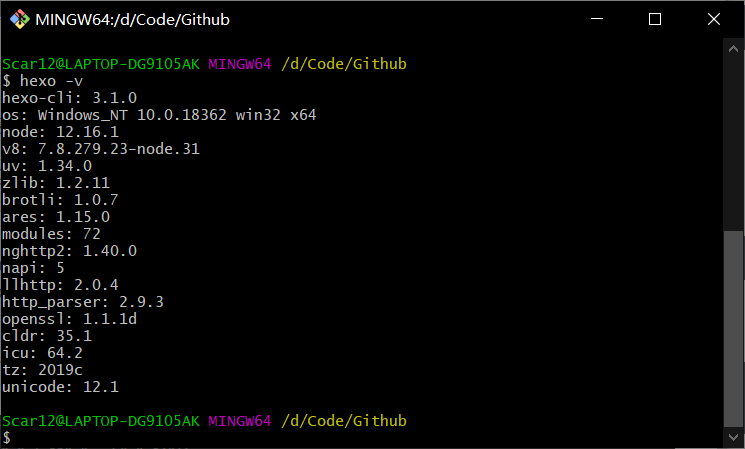 MINGW64:/d/Code/Github
Scar12@LAPTOP-DG9105AK MINGW64 /d/Code/Github
$ hexo -v
hexo-cli: 3.1.0
os: Windows_NT 10.0.18362 win32 x64
node: 12.16.1
v8: 7.8.279.23-node.31
uv: 1.34.0
zlib: 1.2.11
brotli: 1.0.7
ares: 1.15.0
modules: 72
nghttp2: 1.40.0
napi: 5
llhttp: 2.0.4
http_parser: 2.9.3
openssl: 1.1.1d
cldr: 35.1
icu: 64.2
tz: 2019c
unicode: 12.1
Scar12@LAPTOP-DG9105AK MINGW64 /d/Code/Github
$